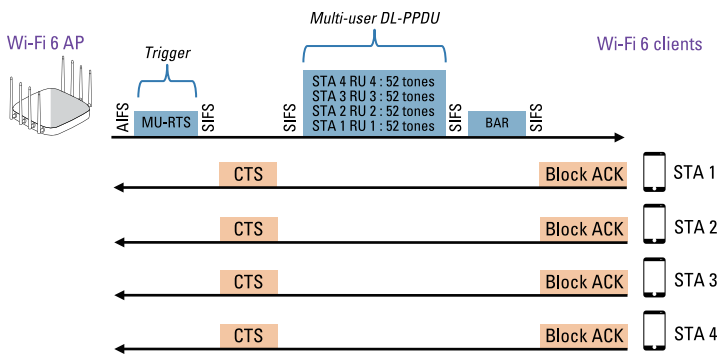 Multi-user DL-PPDU
Wi-Fi 6 AP
Trigger
Wi-Fi 6 clients
AIFS
MU-RTS
SIFS
SIFS
STA 4 RU 4 : 52 tones
STA 3 RU 3 : 52 tones
STA 2 RU 2 : 52 tones
STA 1 RU 1 : 52 tones
SIFS
BAR
SIFS
CTS
Block ACK
STA 1
CTS
Block ACK
STA 2
CTS
Block ACK
STA 3
CTS
Block ACK
STA 4